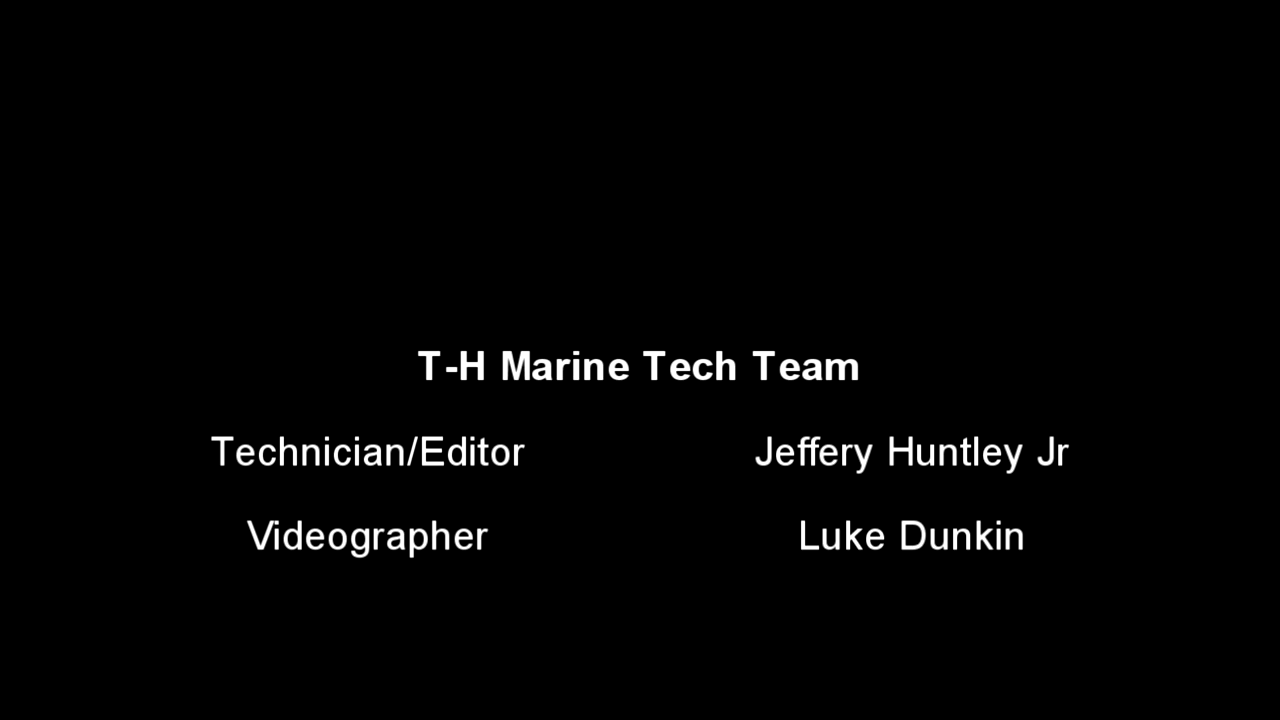 T-H Marine Tech Team
Technician/Editor Jeffery Huntley Jr
Videographer Luke Dunkin